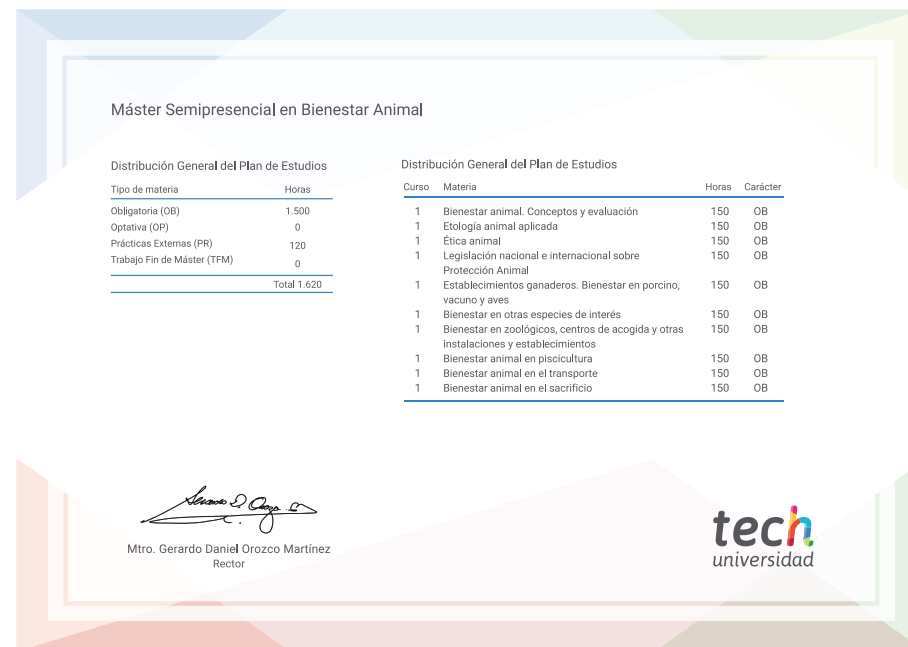 Máster Semipresencial en Bienestar Animal
Distribución General del Plan de Estudios
Tipo de materia Horas
Obligatoria (OB) 1.500
Optativa (OP) 0
Prácticas Externas (PR) 120
Trabajo Fin de Máster (TFM) 0
Total 1.620
Distribución General del Plan de Estudios
Curso Materia Horas Carácter
1 Bienestar animal. Conceptos y evaluación 150 OB
1 Etología animal aplicada 150 OB
1 Ética animal 150 OB
1 Legislación nacional e internacional sobre 150 OB
Protección Animal
1 Establecimientos ganaderos. Bienestar en porcino, 150 OB
vacuno y aves
1 Bienestar en otras especies de interés 150 OB
1 Bienestar en zoológicos, centros de acogida y otras 150 OB
instalaciones y establecimientos
1 Bienestar animal en piscicultura 150 OB
1 Bienestar animal en el transporte 150 OB
1 Bienestar animal en el sacrificio 150 OB
Mtro. Gerardo Daniel Orozco Martínez
Rector
tech
universidad